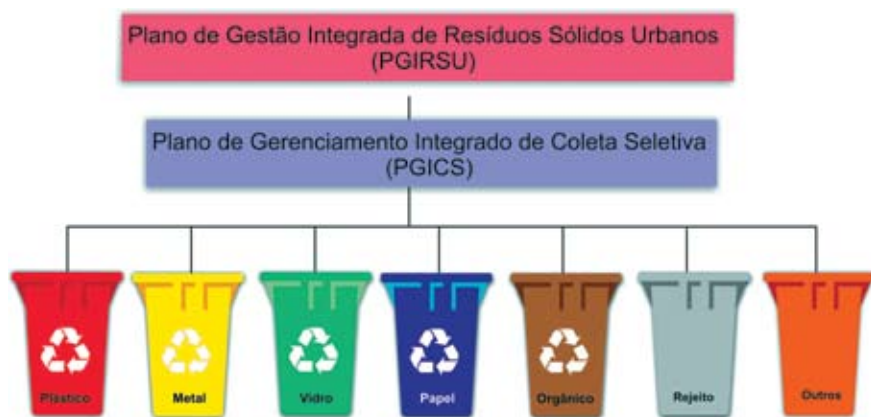 Plano de Gestão Integrada de Resíduos Sólidos Urbanos
(PGIRSU)
Plano de Gerenciamento Integrado de Coleta Seletiva
(PGICS)
Plástico
Metal
Vidro
Papel
Orgânico
Rejeito
Outros